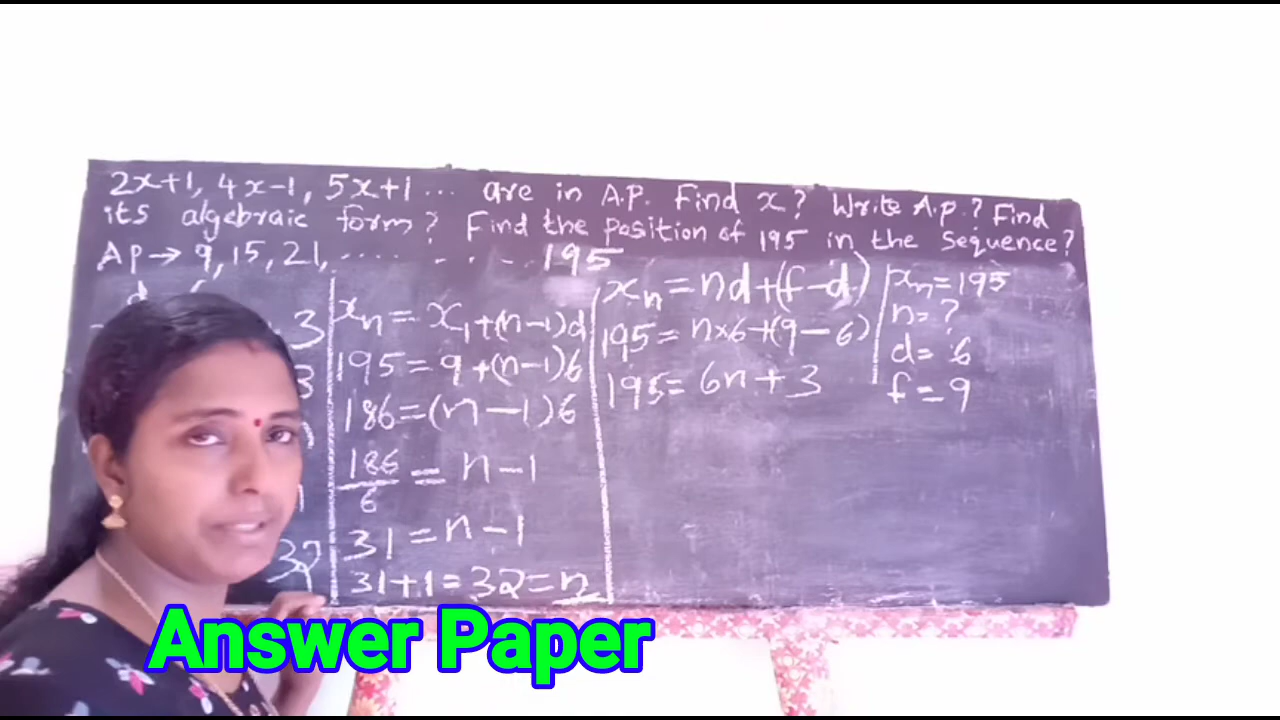 2x+1, 4x-1, 5x+1 ... are in A.P. Find x? Write A.p.? Find
its algebraic form? Find the position of 195 in the sequence?
AP → 9, 15, 21, ..... . . . 195
3
3
32
xn = x1+(n-1)d
195 = 9+(n-1)6
186=(n-1)6
186/6 = n-1
31 = n-1
31+1=32=n
xn = nd+(f-d)
195 = n×6+(9-6)
195= 6n+3
xn=195
n=?
d= 6
f=9
Answer Paper